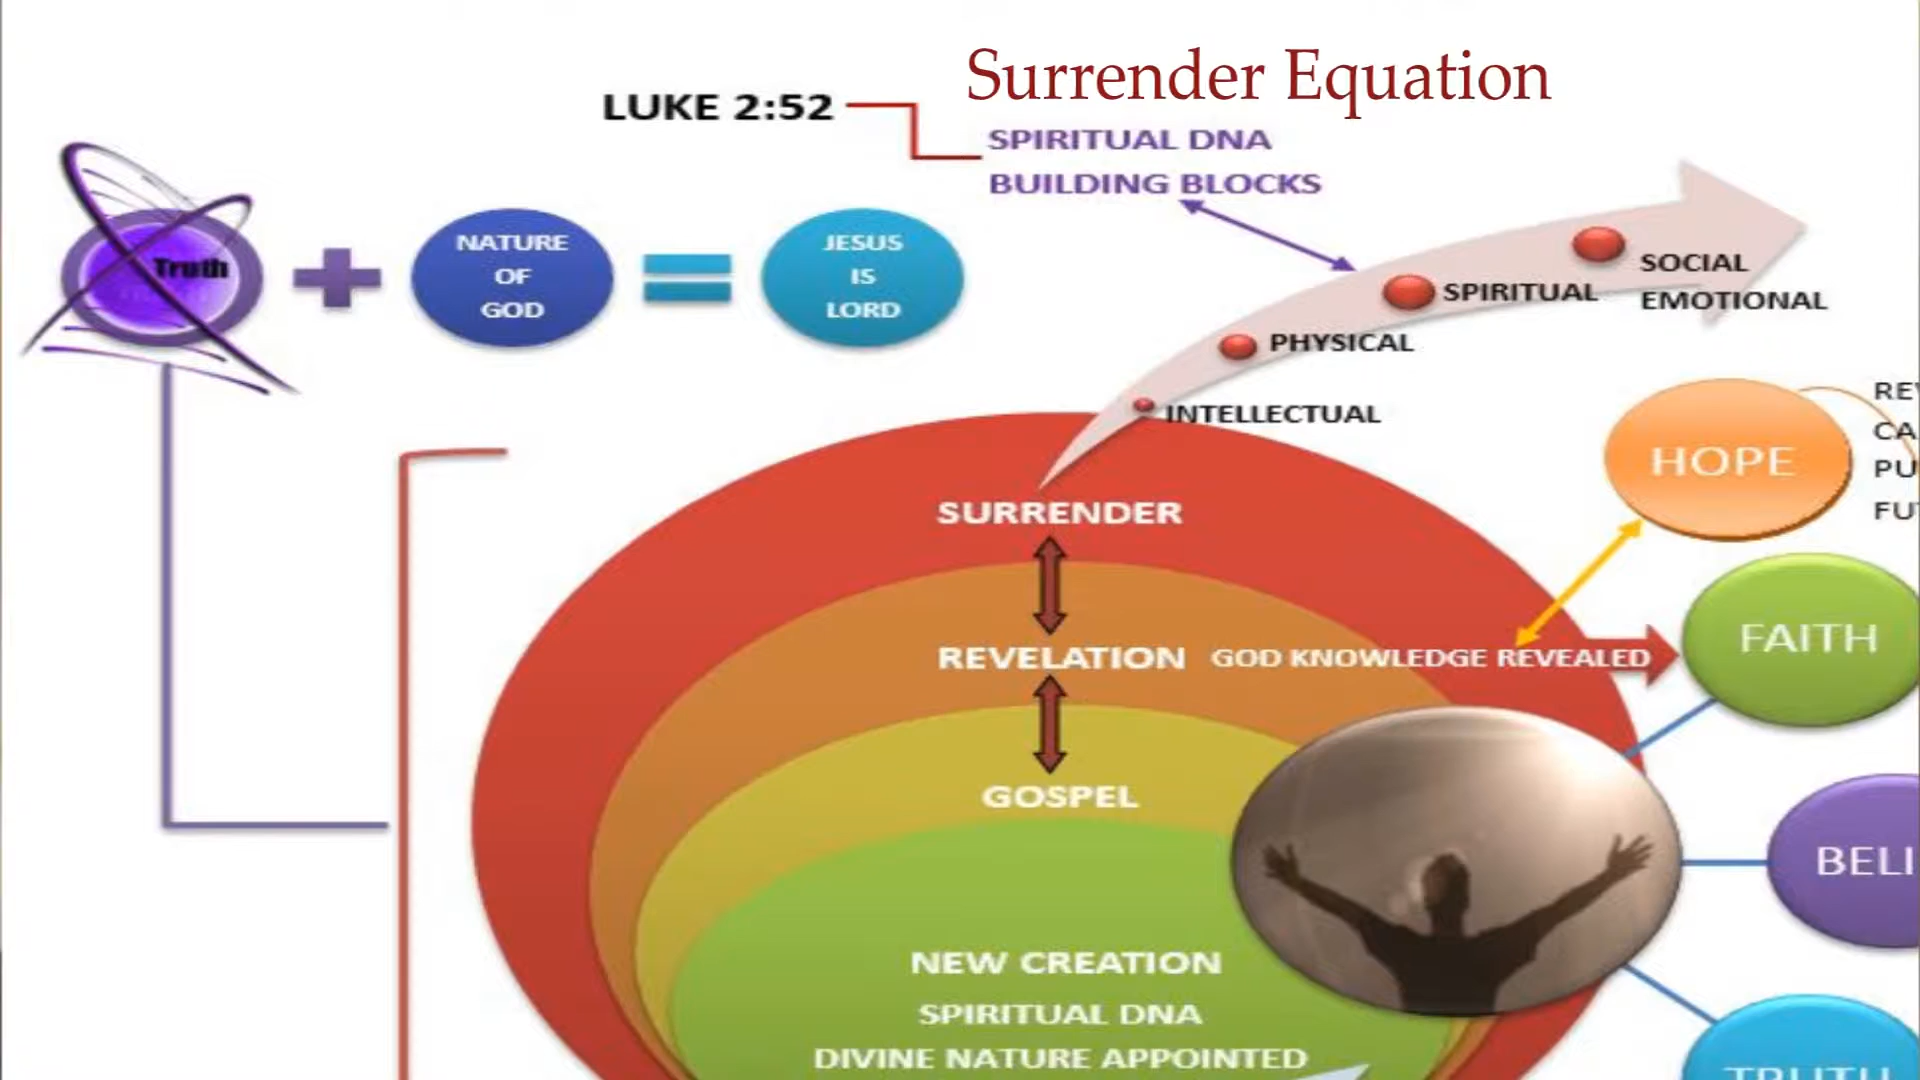 Surrender Equation
LUKE 2:52
SPIRITUAL DNA
BUILDING BLOCKS
Truth
NATURE
OF
GOD
JESUS
IS
LORD
SOCIAL
EMOTIONAL
SPIRITUAL
PHYSICAL
INTELLECTUAL
HOPE
SURRENDER
REVELATION
GOD KNOWLEDGE REVEALED
FAITH
GOSPEL
NEW CREATION
SPIRITUAL DNA
DIVINE NATURE APPOINTED
TRUTH